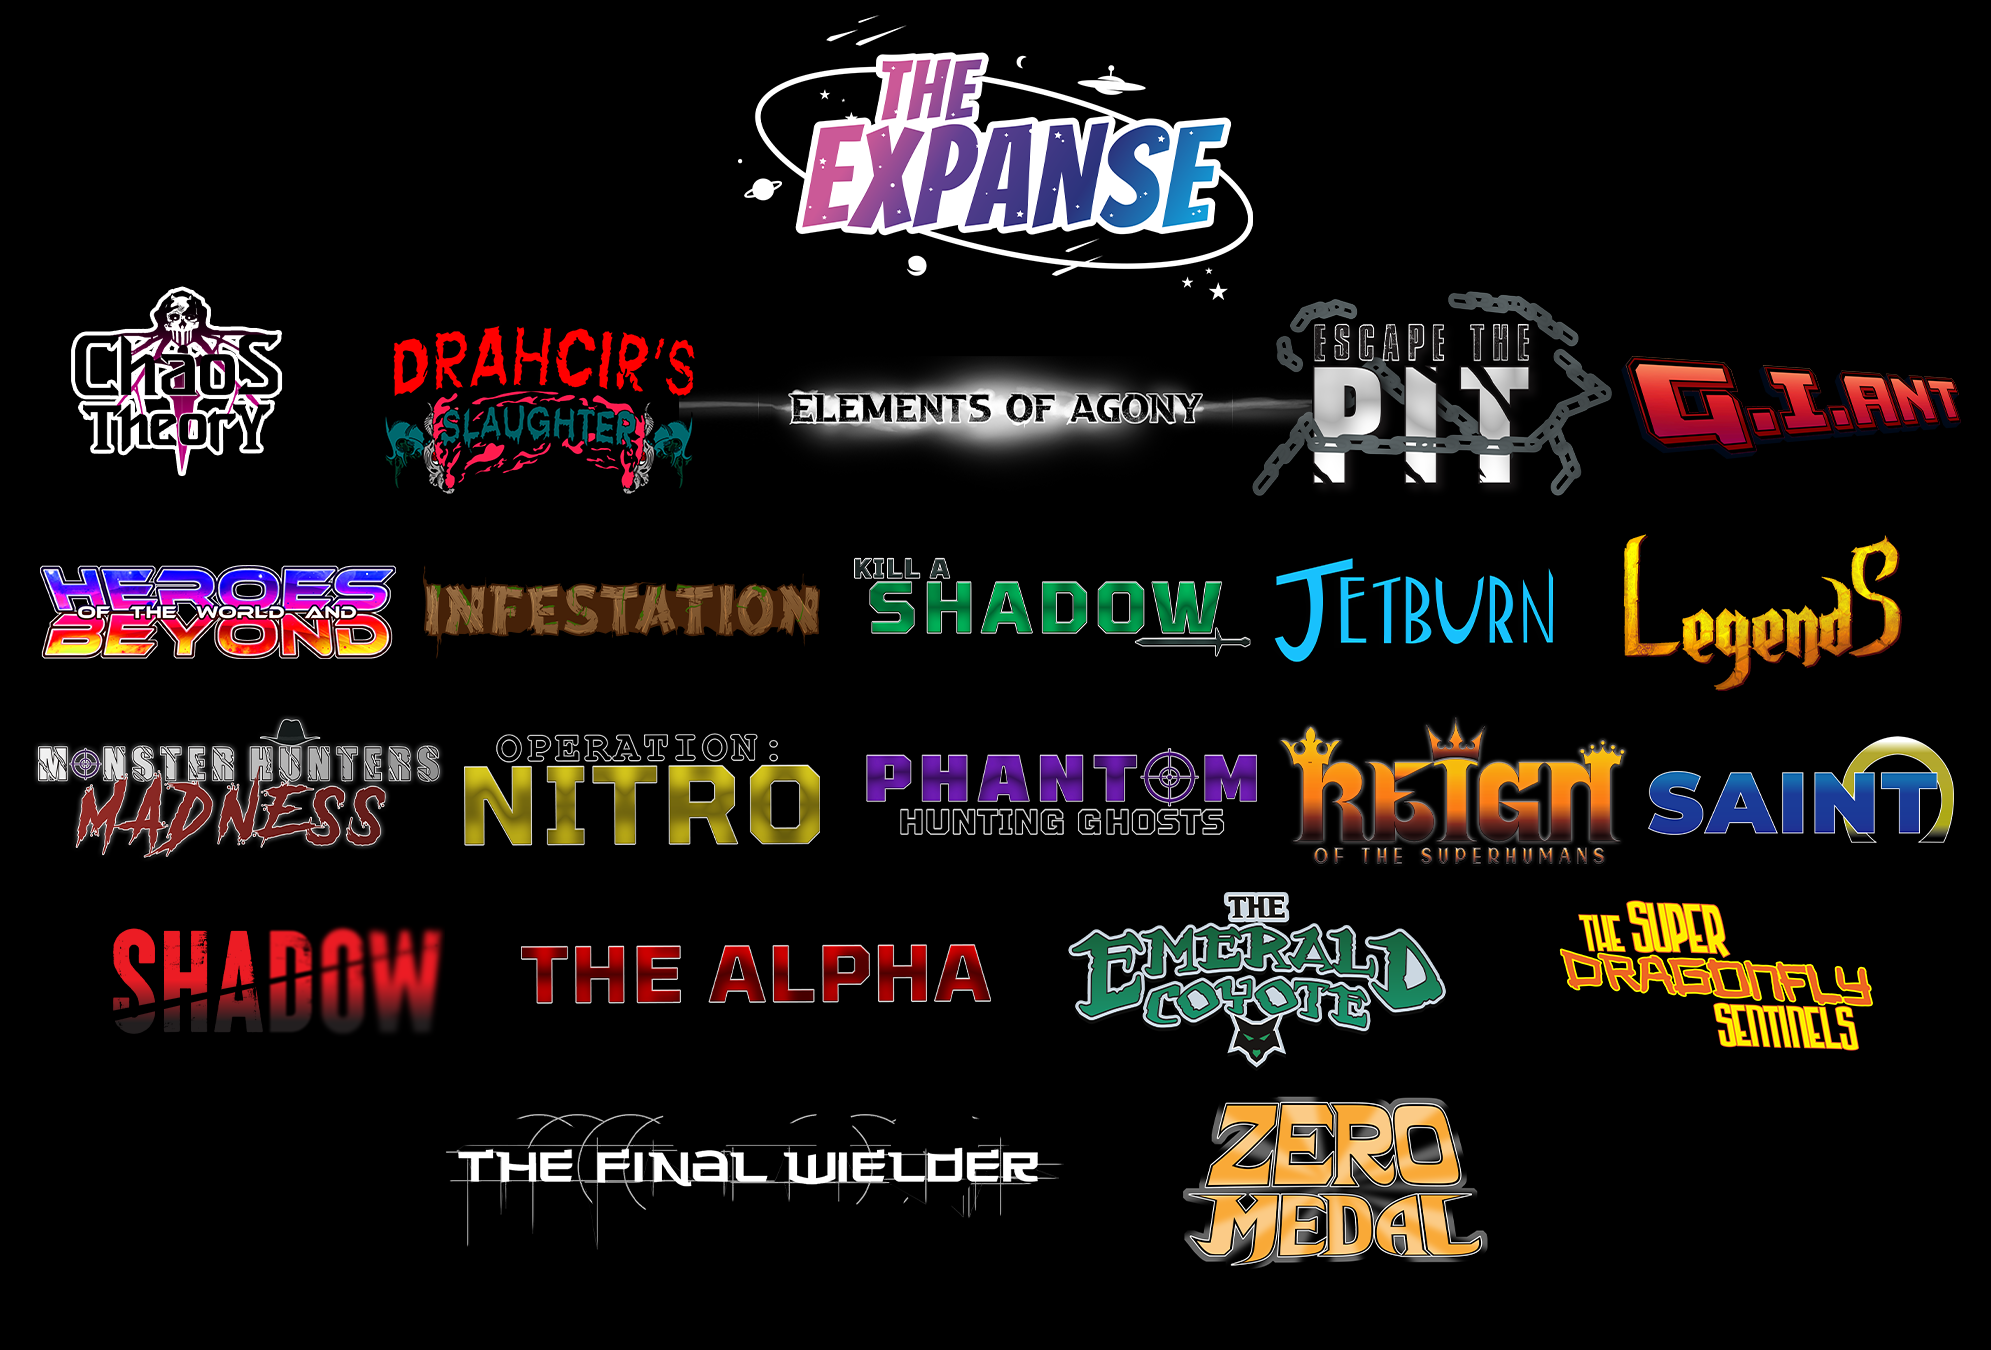 THE
EXPANSE
Chaos
Theory
DRAHCIR'S
SLAUGHTER
ELEMENTS OF AGONY
ESCAPE THE
PIT
G.I.ANT
HEROES
OF THE WORLD AND
BEYOND
INFESTATION
KILL A
SHADOW
JETBURN
LegendS
MONSTER HUNTERS
MADNESS
OPERATION:
NITRO
PHANTOM
HUNTING GHOSTS
REIGN
OF THE SUPERHUMANS
SAINT
SHADOW
THE ALPHA
THE
EMERALD
COYOTE
THE SUPER
DRAGONFLY
SENTINELS
THE FINAL WIELDER
ZERO
MEDAL